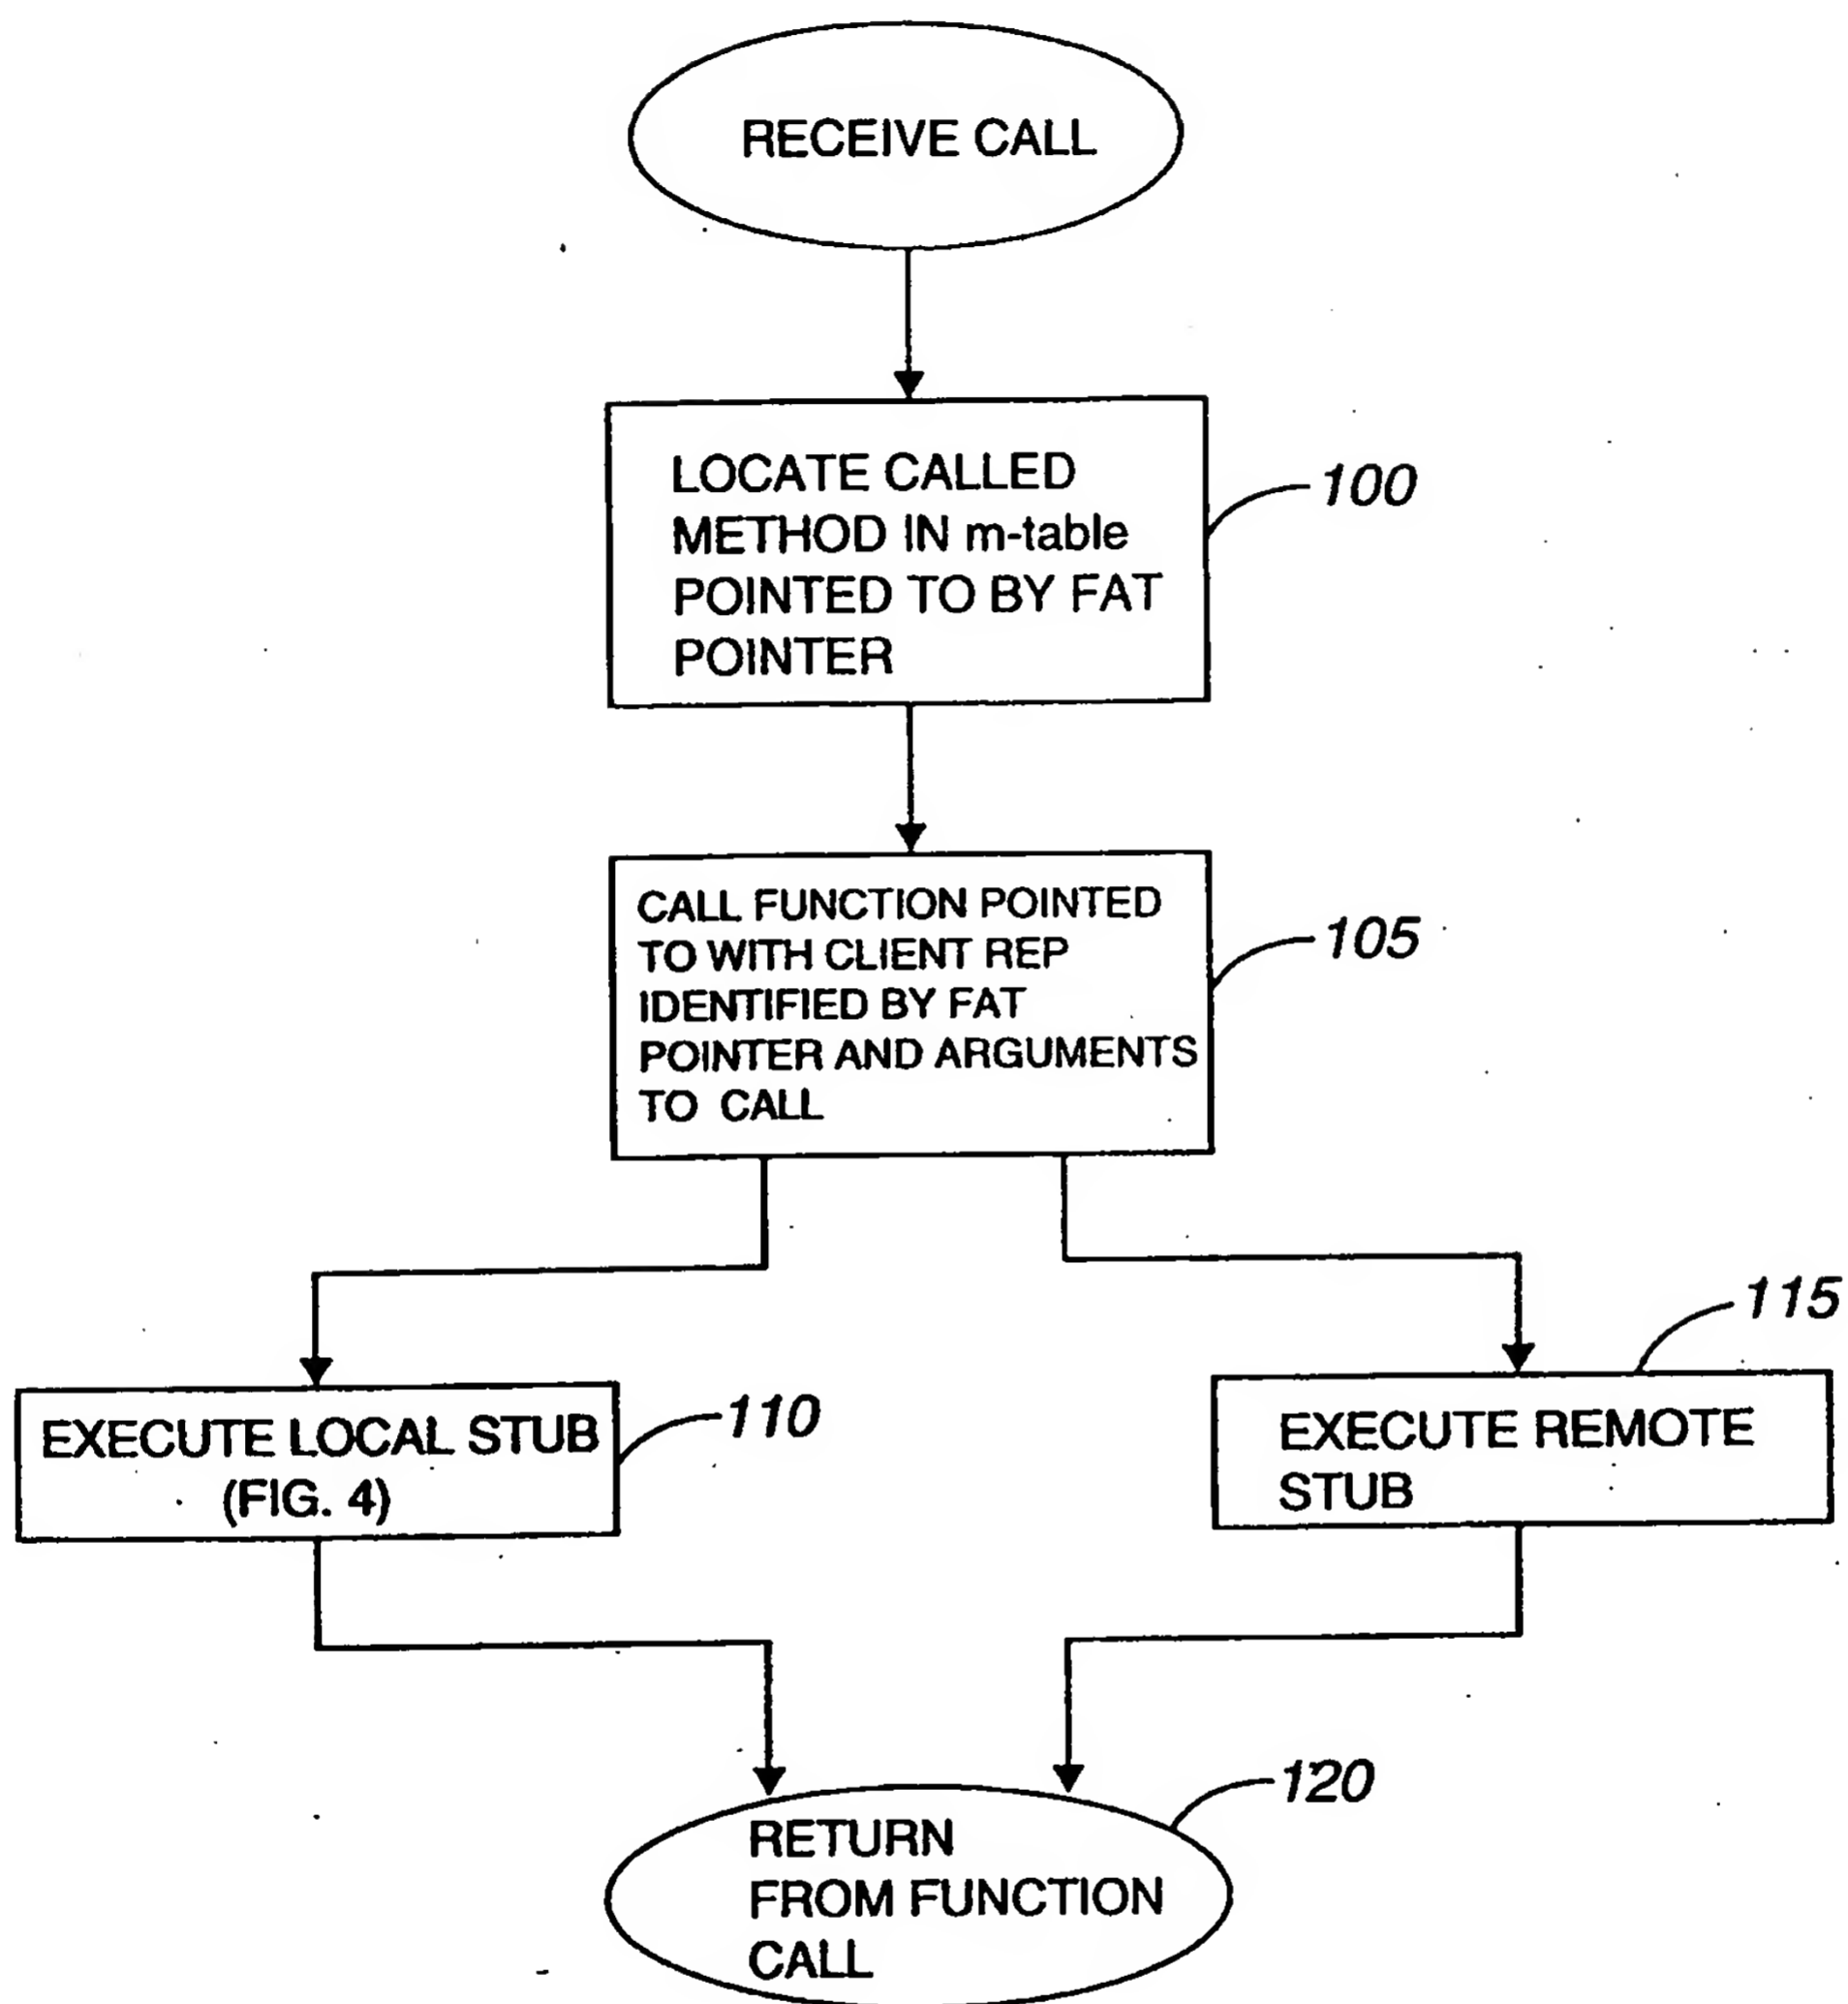 RECEIVE CALL
LOCATE CALLED
METHOD IN m-table
POINTED TO BY FAT
POINTER
100
CALL FUNCTION POINTED
TO WITH CLIENT REP
IDENTIFIED BY FAT
POINTER AND ARGUMENTS
TO CALL
105
EXECUTE LOCAL STUB
(FIG. 4)
110
EXECUTE REMOTE
STUB
115
RETURN
FROM FUNCTION
CALL
120